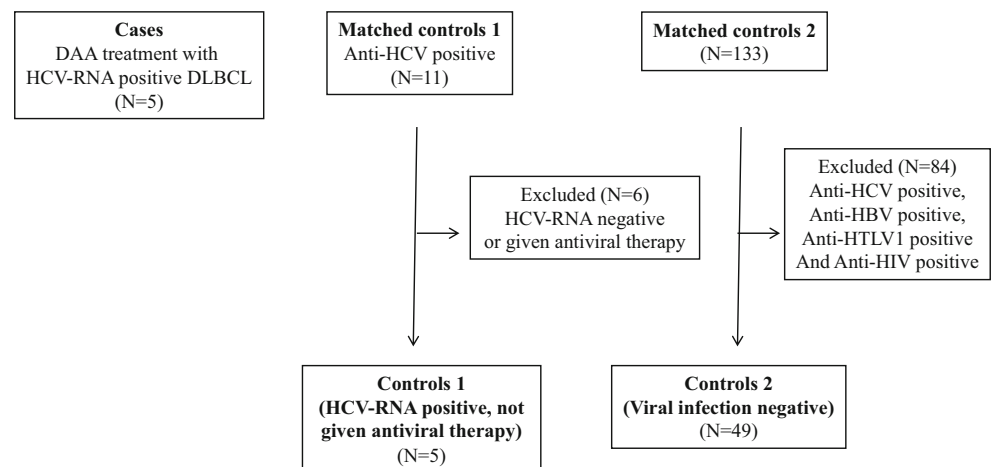 Cases
DAA treatment with
HCV-RNA positive DLBCL
(N=5)
Matched controls 1
Anti-HCV positive
(N=11)
Matched controls 2
(N=133)
Excluded (N=6)
HCV-RNA negative
or given antiviral therapy
Excluded (N=84)
Anti-HCV positive,
Anti-HBV positive,
Anti-HTLV1 positive
And Anti-HIV positive
Controls 1
(HCV-RNA positive, not
given antiviral therapy)
(N=5)
Controls 2
(Viral infection negative)
(N=49)